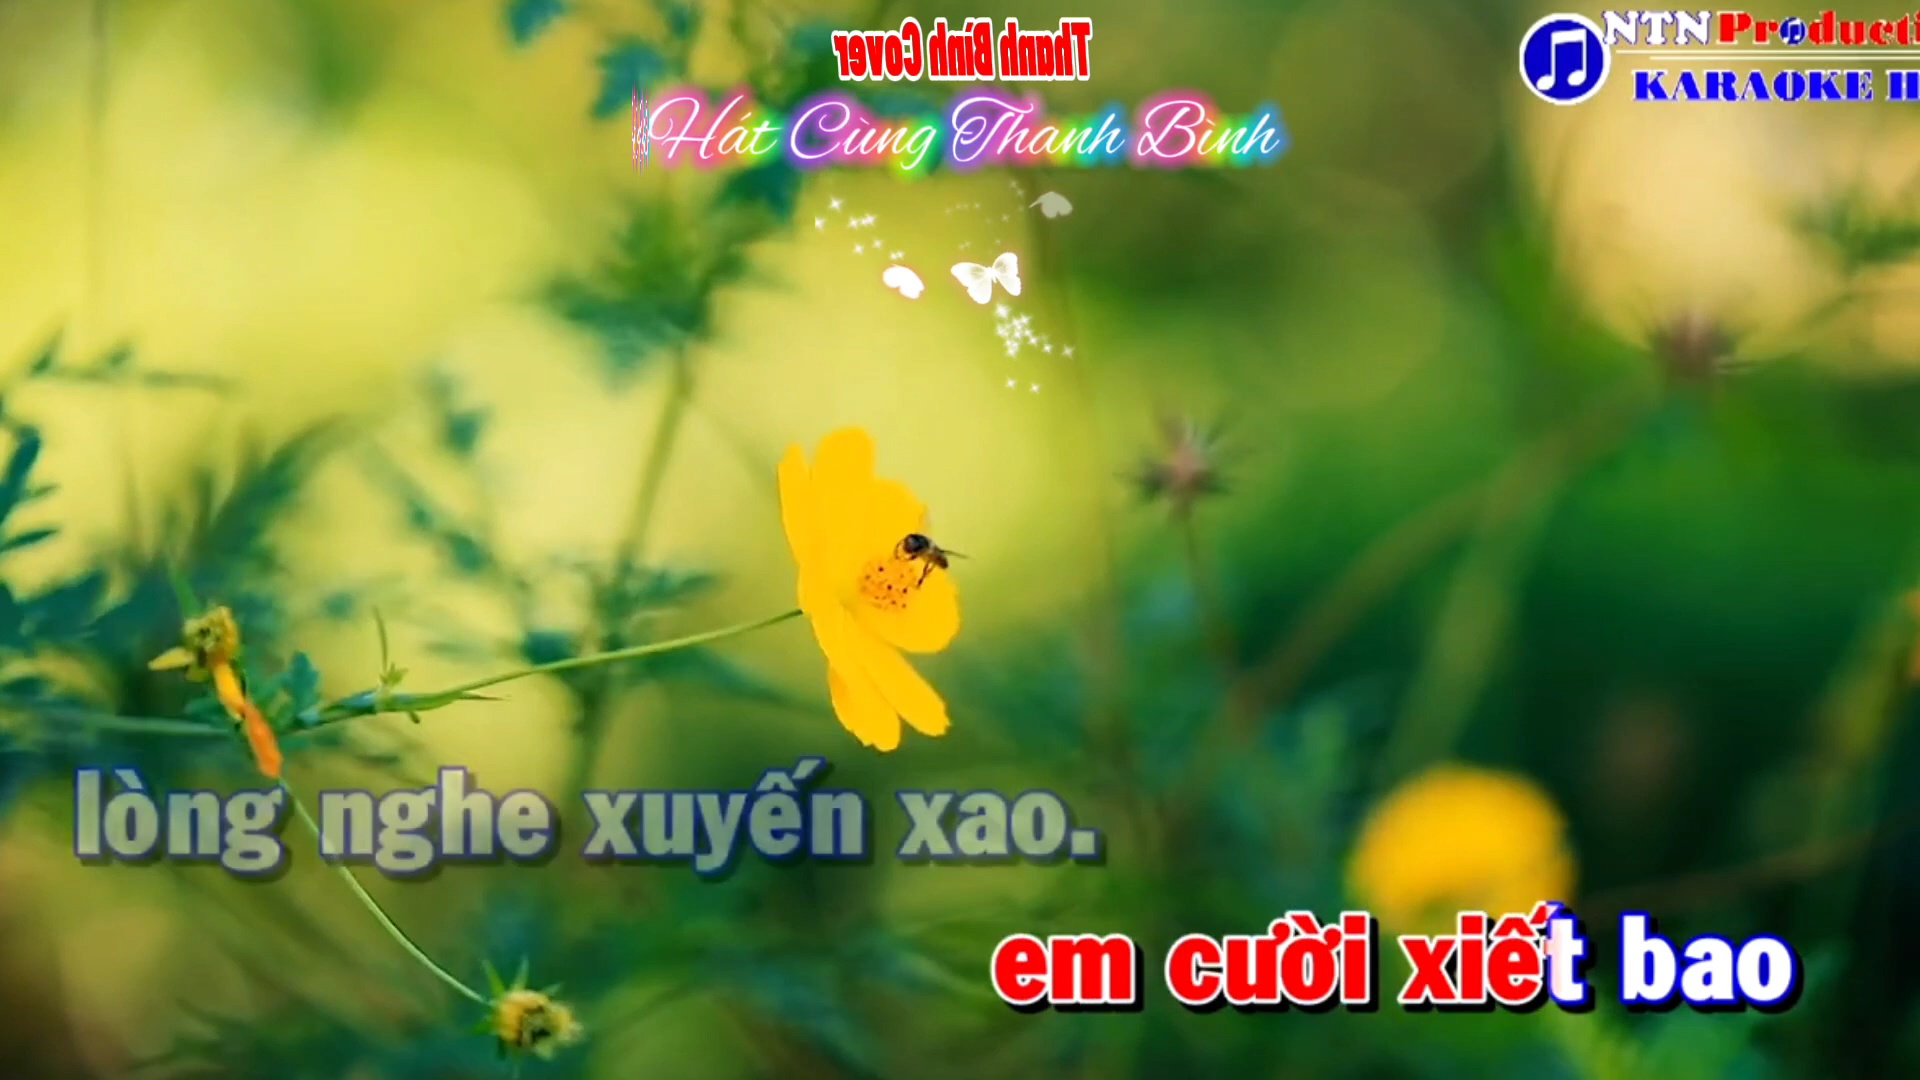 Thanh Bình Cover
NTN Producti
KARAOKE H
Hát Cùng Thanh Bình
lòng nghe xuyến xao.
em cười xiết bao